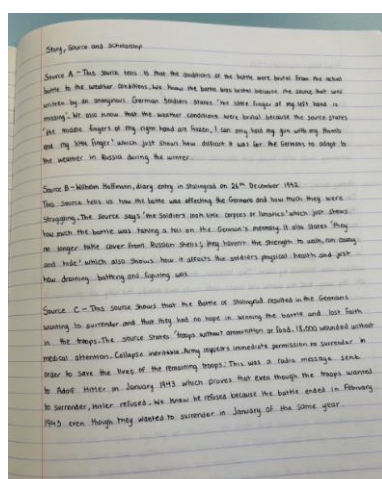 Story, Source and Scholarship
Source A - This source tells us that the conditions of the battle were brutal from the actual
battle to the weather conditions. We know the battle was brutal because the source that was
written by an anonymous German Soldiers states 'the little finger of my left hand is
missing'. We also know that the weather conditions were brutal because the source states
'the middle fingers of my right hand are frozen, I can only hold my gun with my thumb
and my little finger' which just shows how difficult it was for the Germans to adapt to
the weather in Russia during the winter.
Source B - Wilhelm Hoffmann, diary entry in Stalingrad on 26th December 1942
This source tells us how the battle was affecting the Germans and how much they were
struggling. The source says 'the soldiers look like corpses or lunatics' which just shows
how much the battle was taking a toll on the German's mentally. It also states 'they
no longer take cover from Russian shells; they haven't the strength to walk, run away
and hide' which also shows how it affects the soldiers physical health and just
how draining battling and fighting was.
Source C - This source shows that the Battle of Stalingrad resulted in the Germans
wanting to surrender and that they had no hope in winning the battle and lost faith
in the troops. The source states 'troops without ammunition or food. 18,000 wounded without
medical attention. Collapse inevitable. Army requests immediate permission to surrender in
order to save the lives of the remaining troops.' This was a radio message sent
to Adolf Hitler in January 1943 which proves that even though the troops wanted
to surrender, Hitler refused. We know he refused because the battle ended in February
1943 even though they wanted to surrender in January of the same year.